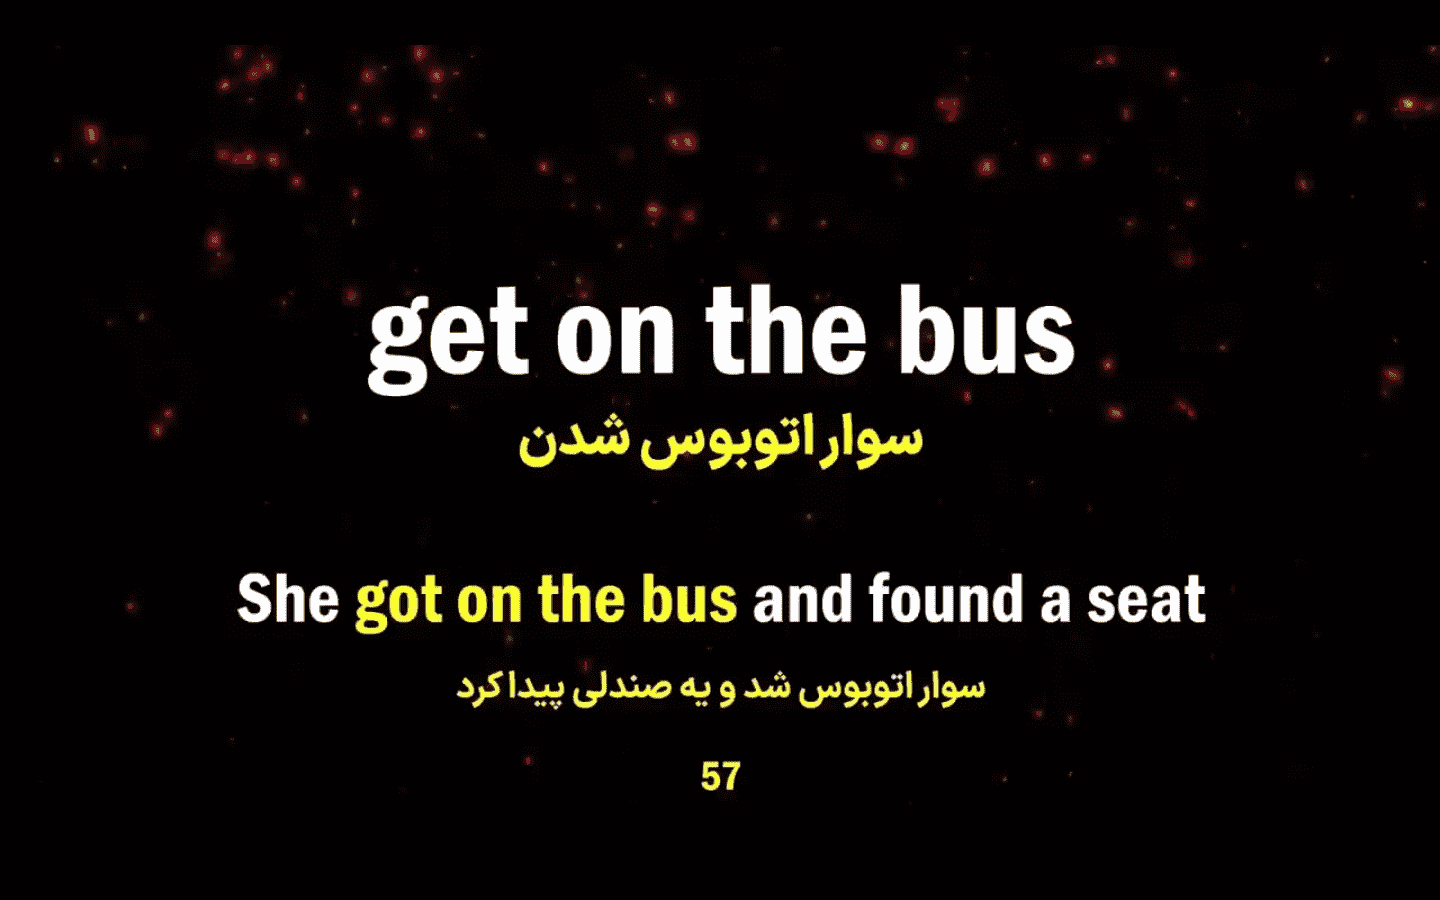 get on the bus
سوار اتوبوس شدن
She got on the bus and found a seat
سوار اتوبوس شد و یه صندلی پیدا کرد
57